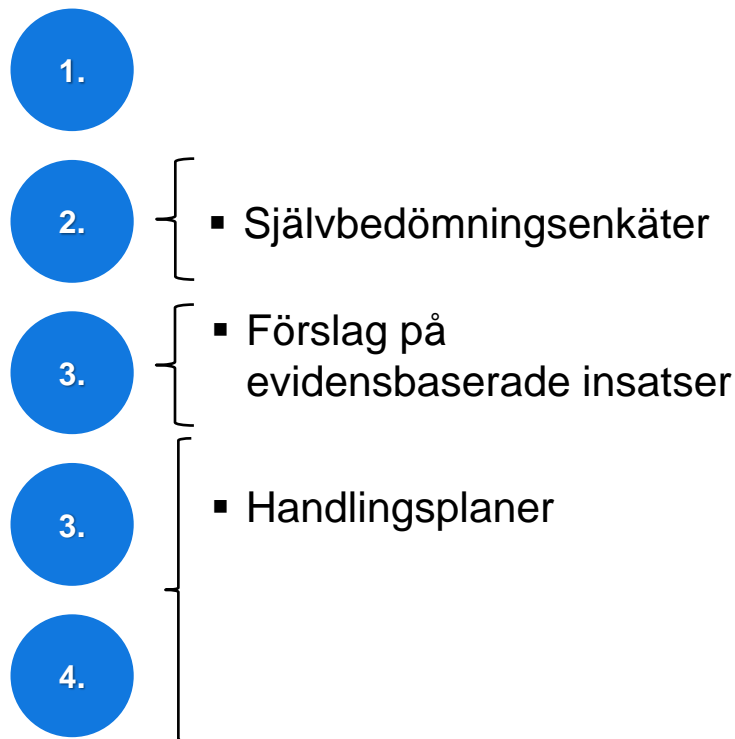 1.
2.
▪ Självbedömningsenkäter
3.
▪ Förslag på
evidensbaserade insatser
3.
▪ Handlingsplaner
4.